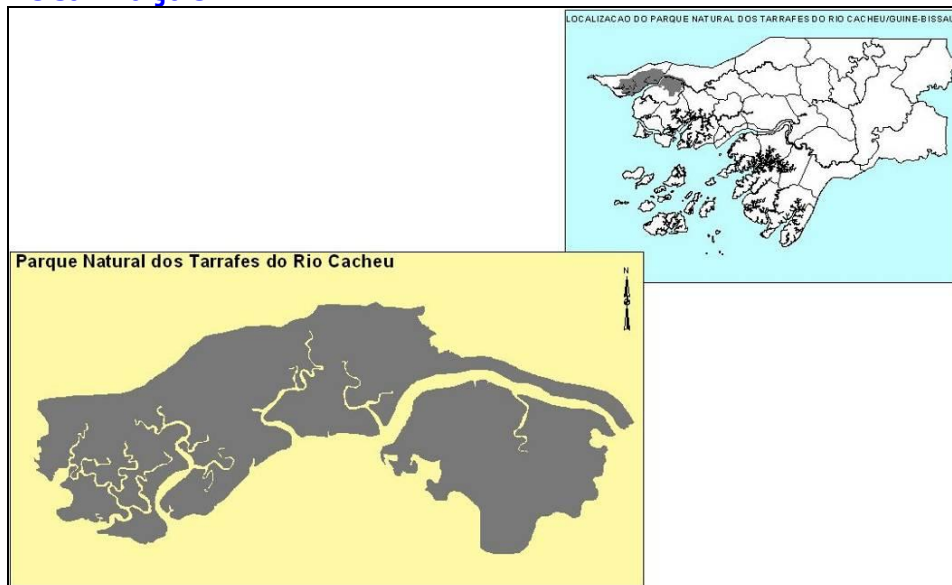 LOCALIZACAO DO PARQUE NATURAL DOS TARRAFES DO RIO CACHEU/GUINE-BISSAU
Parque Natural dos Tarrafes do Rio Cacheu
N